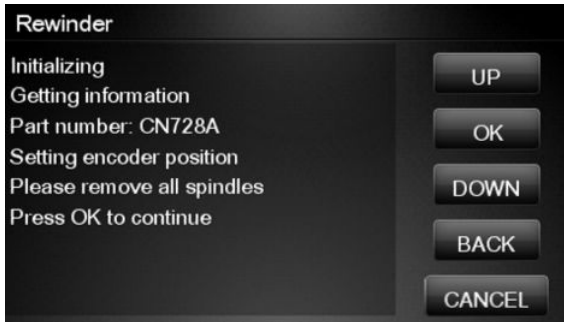 Rewinder
Initializing
Getting information
Part number: CN728A
Setting encoder position
Please remove all spindles
Press OK to continue
UP
OK
DOWN
BACK
CANCEL